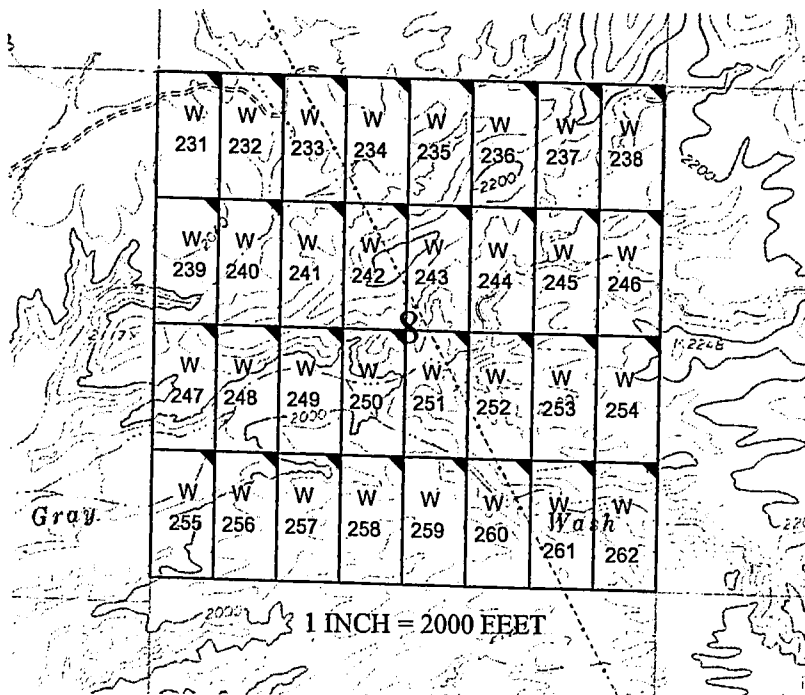 W W W W W W W W
231 232 233 234 235 236 237 238
2200
2200
W W W W W W W W
239 240 241 242 243 244 245 246
8
W W W W W W W W
247 248 249 250 251 252 253 254
2000
W W W W W W W W
255 256 257 258 259 260 261 262
Gray Wash
2000
1 INCH = 2000 FEET